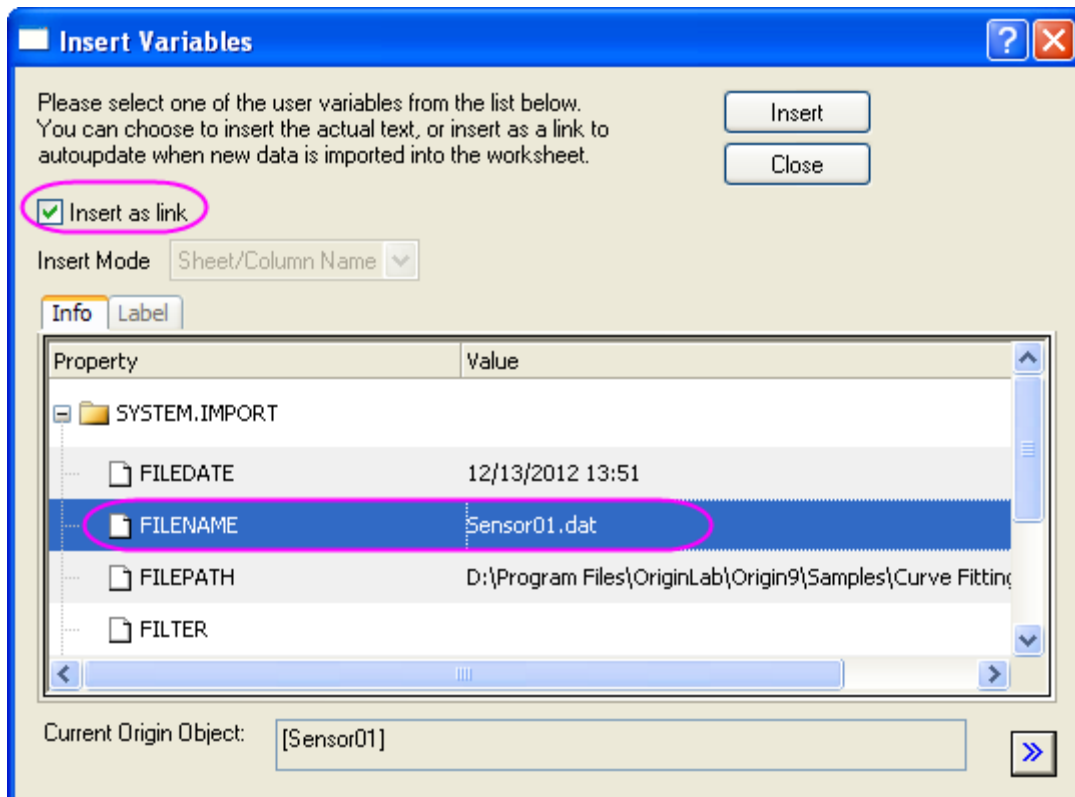 Insert Variables
Please select one of the user variables from the list below.
You can choose to insert the actual text, or insert as a link to
autoupdate when new data is imported into the worksheet.
Insert
Close
Insert as link
Insert Mode Sheet/Column Name
Info Label
Property Value
SYSTEM.IMPORT
FILEDATE 12/13/2012 13:51
FILENAME Sensor01.dat
FILEPATH D:\Program Files\OriginLab\Origin9\Samples\Curve Fitting
FILTER
Current Origin Object: [Sensor01]